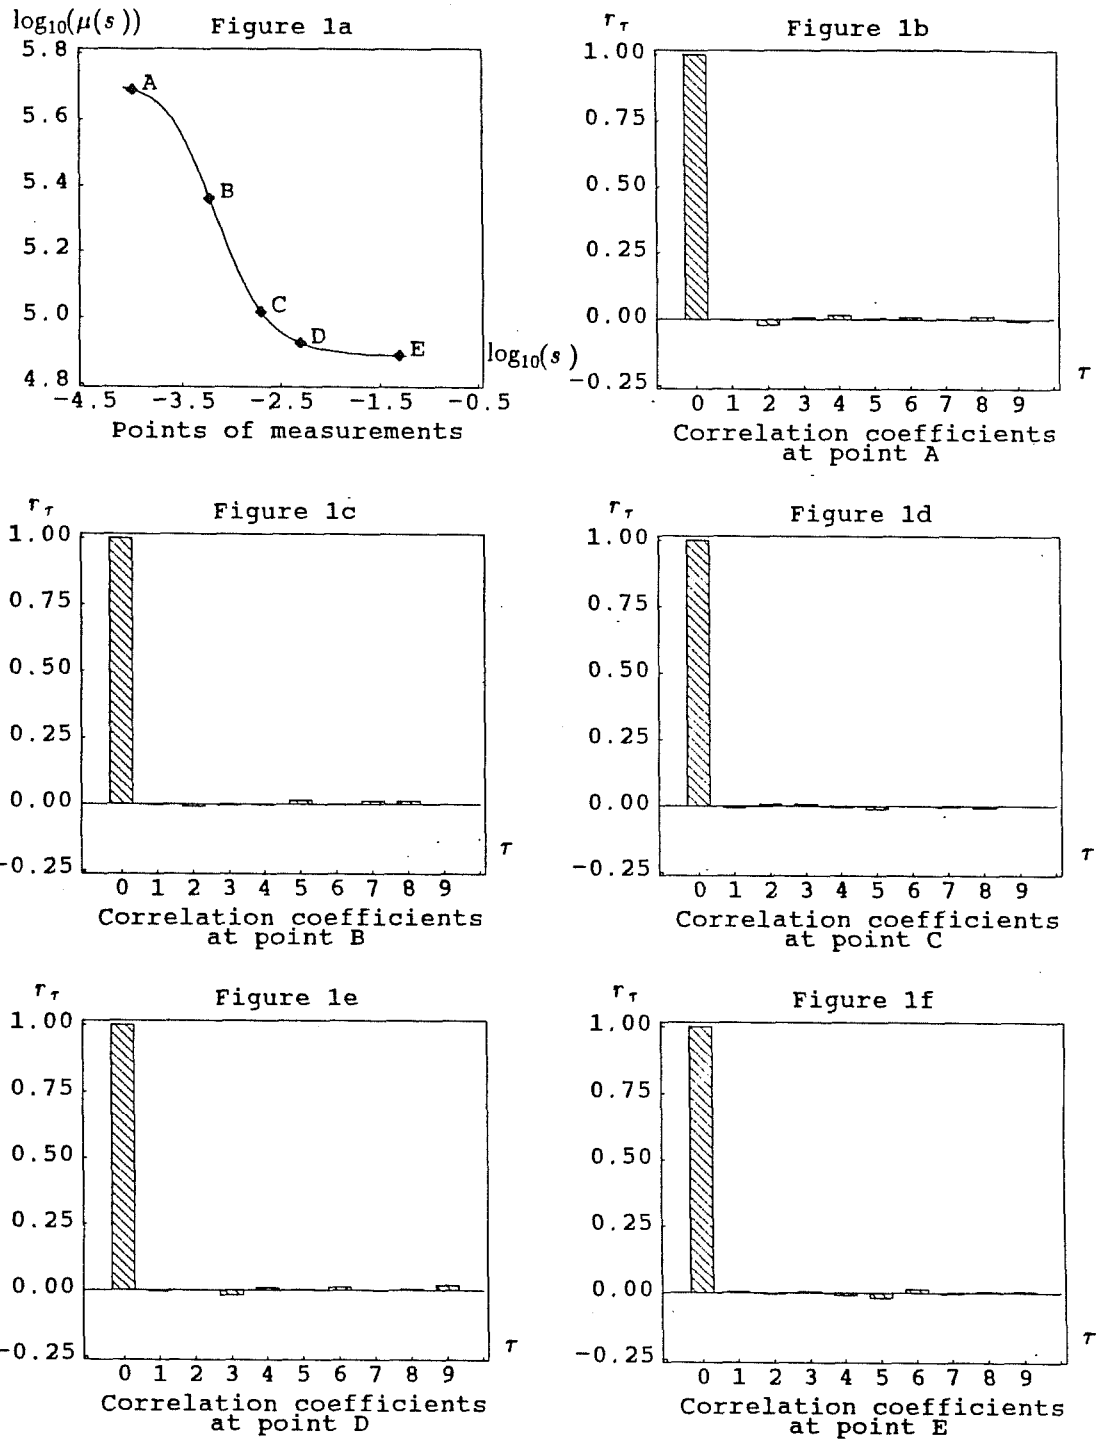 log₁₀(μ(s))
Figure 1a
5.8
5.6
5.4
5.2
5.0
4.8
A
B
C
D
E
log₁₀(s)
-4.5 -3.5 -2.5 -1.5 -0.5
Points of measurements
r_τ
Figure 1b
1.00
0.75
0.50
0.25
0.00
-0.25
τ
0 1 2 3 4 5 6 7 8 9
Correlation coefficients
at point A
r_τ
Figure 1c
1.00
0.75
0.50
0.25
0.00
-0.25
τ
0 1 2 3 4 5 6 7 8 9
Correlation coefficients
at point B
r_τ
Figure 1d
1.00
0.75
0.50
0.25
0.00
-0.25
τ
0 1 2 3 4 5 6 7 8 9
Correlation coefficients
at point C
r_τ
Figure 1e
1.00
0.75
0.50
0.25
0.00
-0.25
τ
0 1 2 3 4 5 6 7 8 9
Correlation coefficients
at point D
r_τ
Figure 1f
1.00
0.75
0.50
0.25
0.00
-0.25
τ
0 1 2 3 4 5 6 7 8 9
Correlation coefficients
at point E